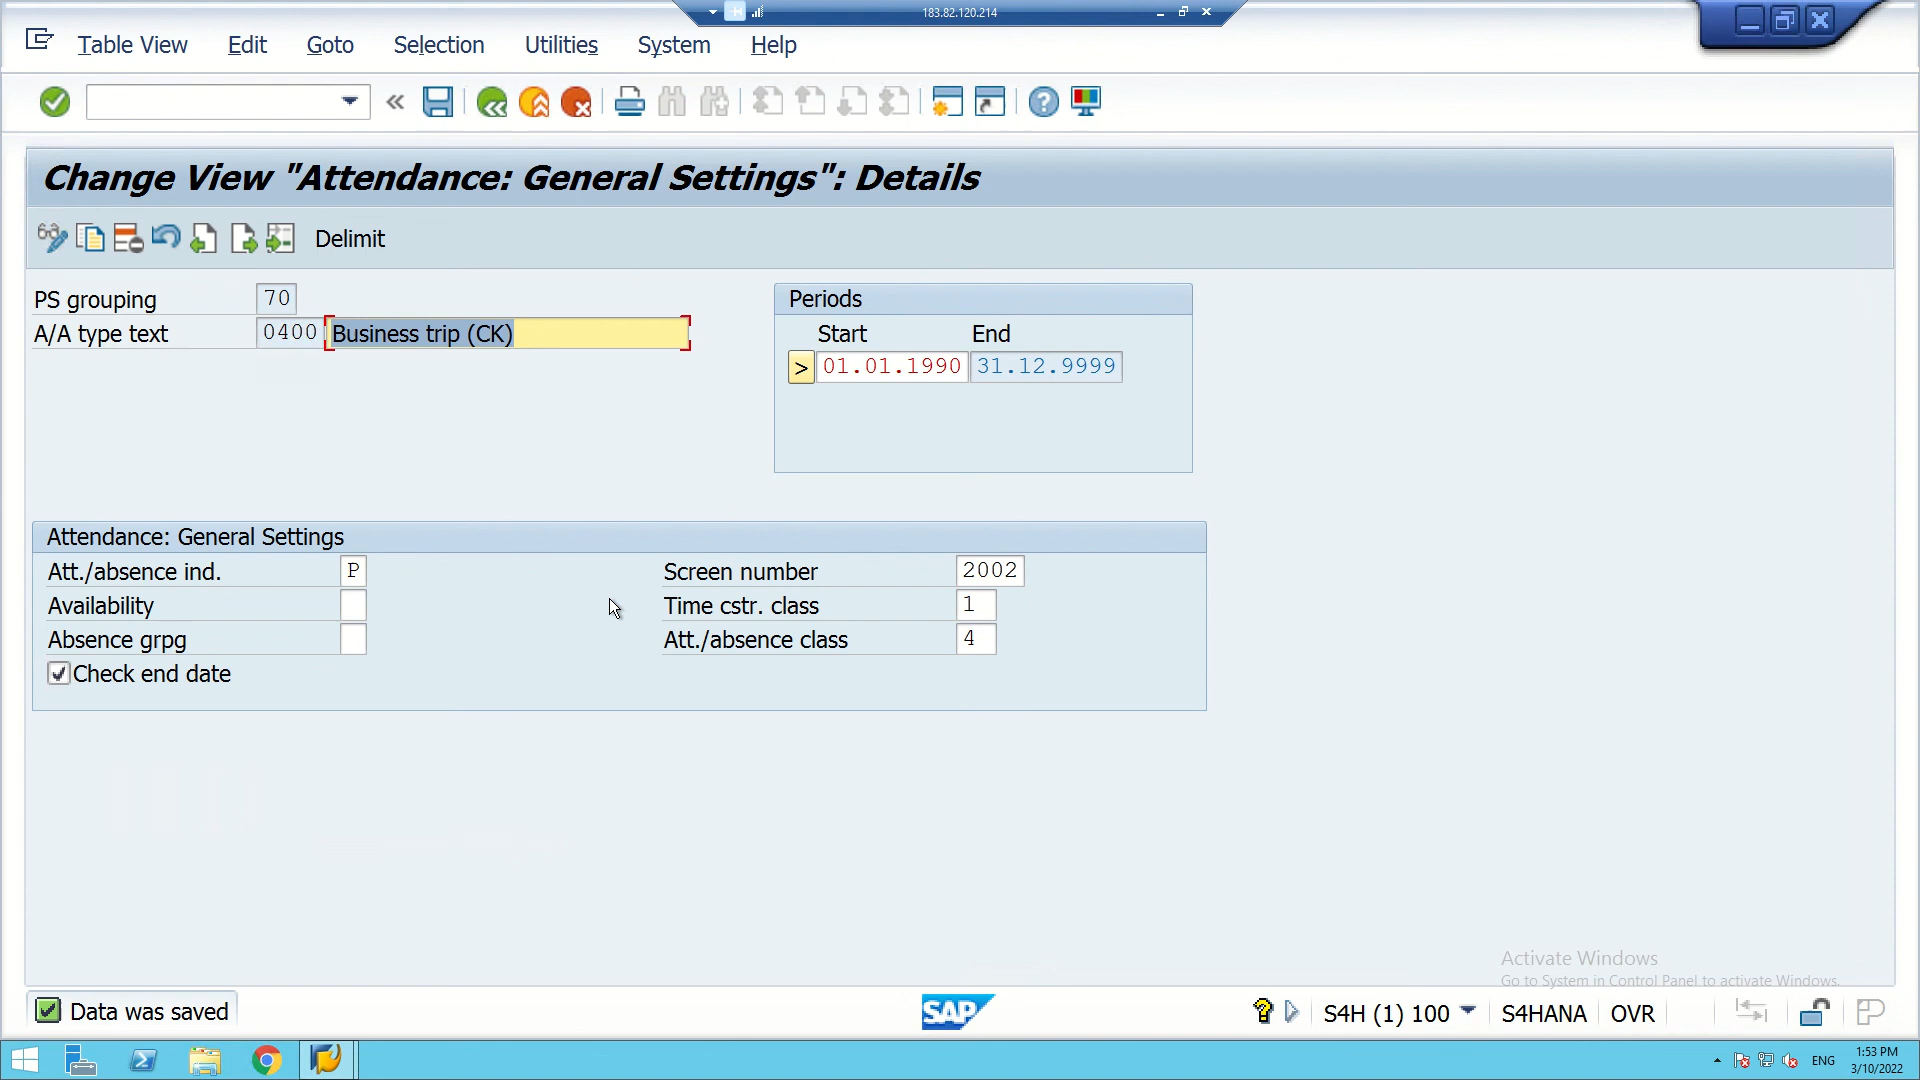 183.82.120.214
Table View Edit Goto Selection Utilities System Help
Change View "Attendance: General Settings": Details
Delimit
PS grouping 70
A/A type text 0400 Business trip (CK)
Periods
Start End
> 01.01.1990 31.12.9999
Attendance: General Settings
Att./absence ind. P
Screen number 2002
Availability
Time cstr. class 1
Absence grpg
Att./absence class 4
Check end date
Activate Windows
Go to System in Control Panel to activate Windows.
Data was saved
SAP
S4H (1) 100
S4HANA
OVR
ENG
1:53 PM
3/10/2022